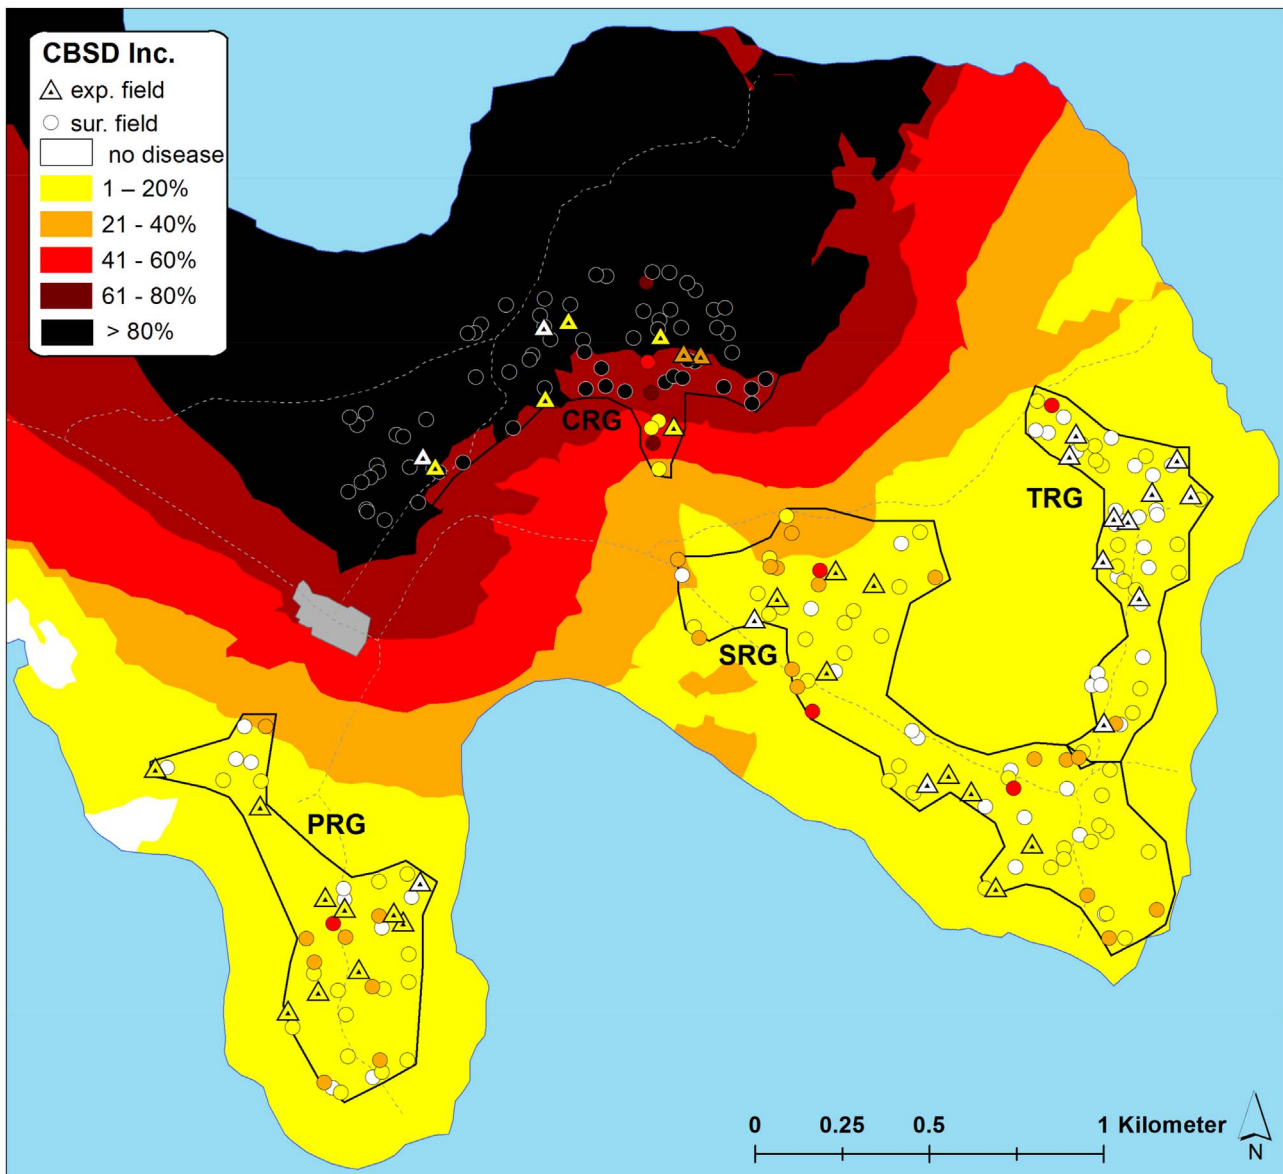 CBSD Inc.
exp. field
sur. field
no disease
1 – 20%
21 - 40%
41 - 60%
61 - 80%
> 80%
CRG
TRG
SRG
PRG
0 0.25 0.5 1 Kilometer
N